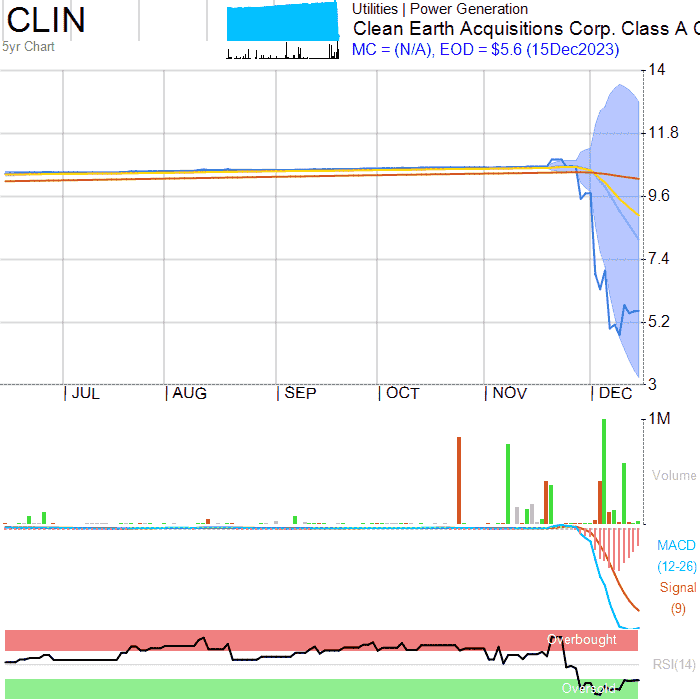 CLIN
5yr Chart
Utilities | Power Generation
Clean Earth Acquisitions Corp. Class A C
MC = (N/A), EOD = $5.6 (15Dec2023)
14
11.8
9.6
7.4
5.2
3
JUL
AUG
SEP
OCT
NOV
DEC
1M
Volume
MACD
(12-26)
Signal
(9)
Overbought
RSI(14)
Oversold